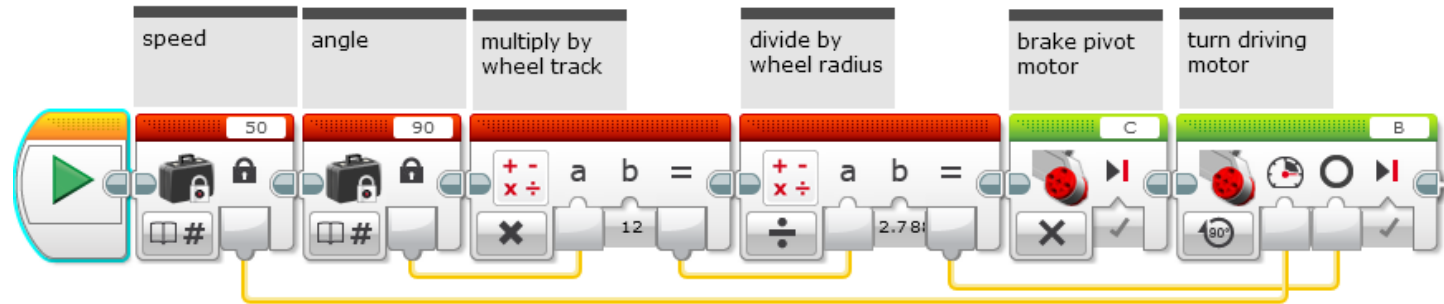 speed
angle
multiply by
wheel track
divide by
wheel radius
brake pivot
motor
turn driving
motor
50
90
C
B
+ -
x ÷
a b =
+ -
x ÷
a b =
#
#
12
90°